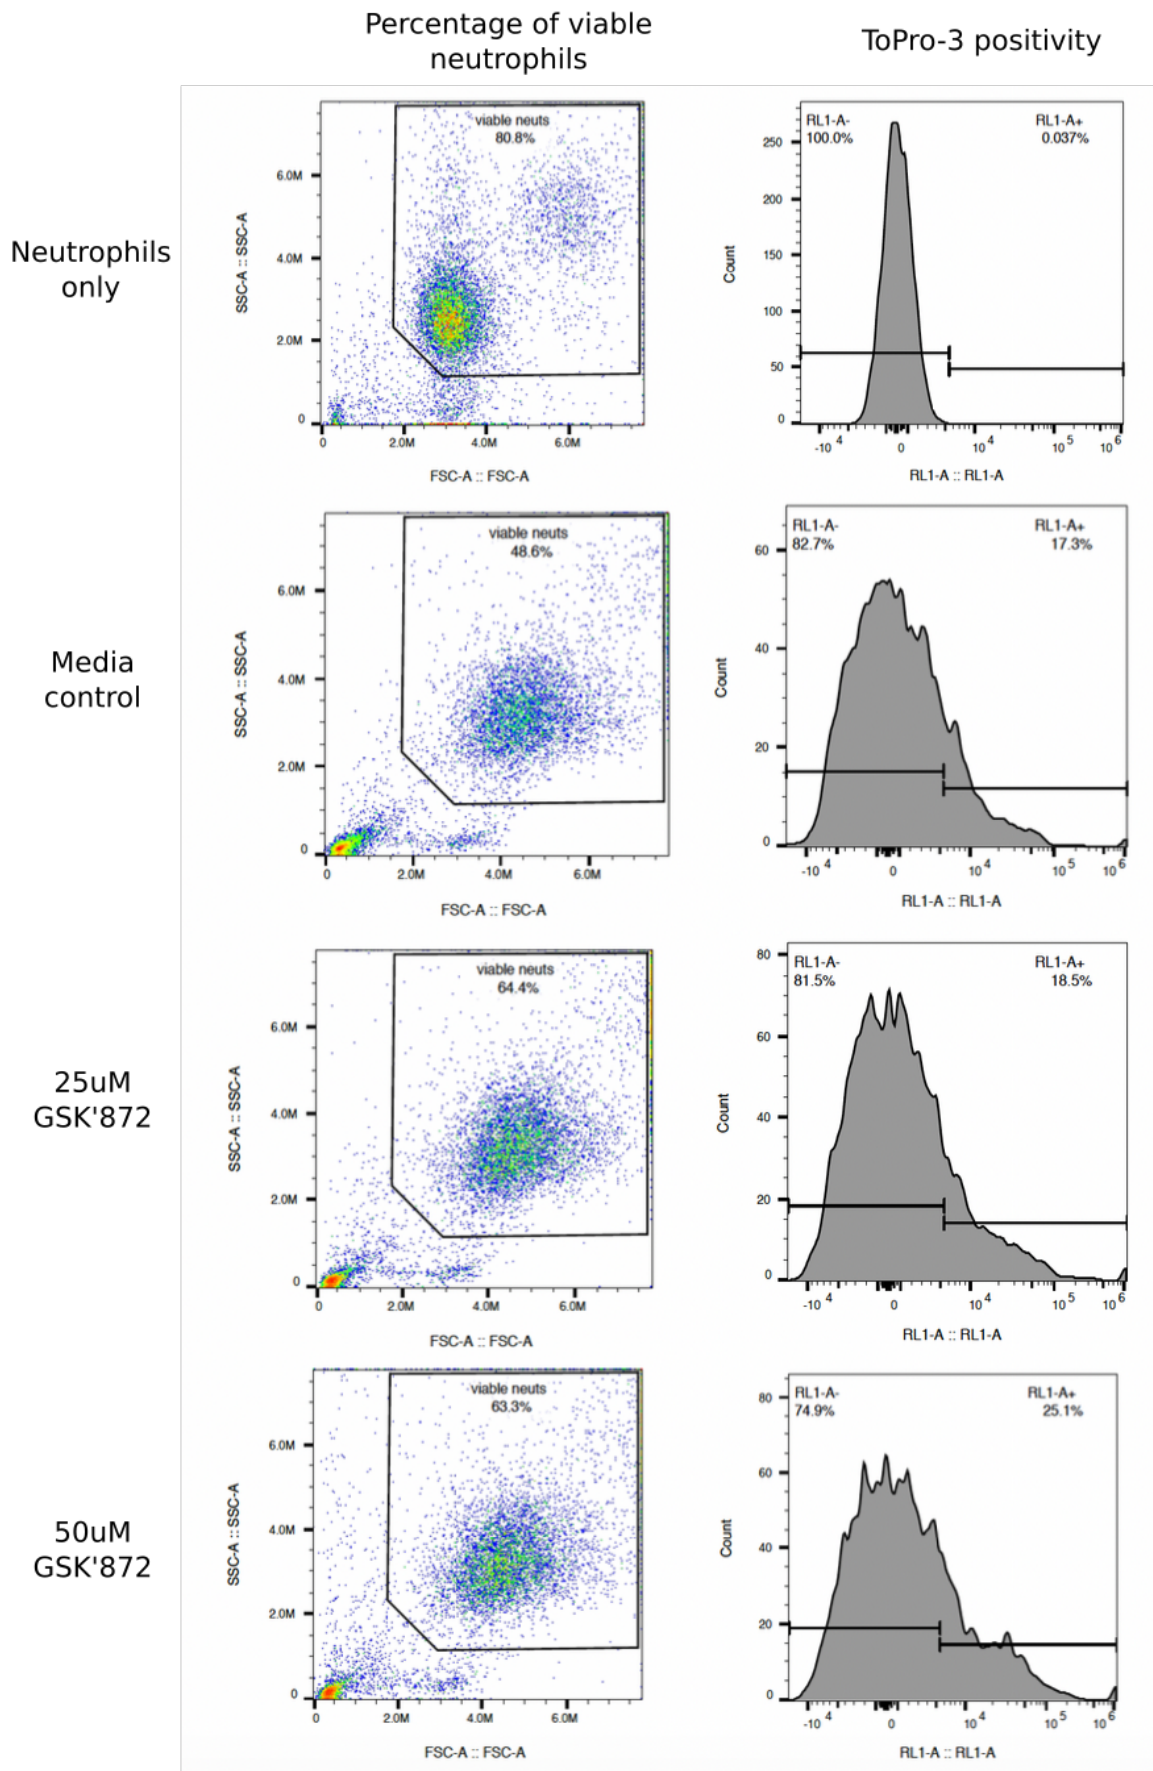 Percentage of viable
neutrophils
ToPro-3 positivity
Neutrophils
only
viable neuts
80.8%
SSC-A :: SSC-A
6.0M
4.0M
2.0M
0
0 2.0M 4.0M 6.0M
FSC-A :: FSC-A
RL1-A-
100.0%
RL1-A+
0.037%
Count
250
200
150
100
50
0
-10 4 0 10 4 10 5 10 6
RL1-A :: RL1-A
Media
control
viable neuts
48.6%
SSC-A :: SSC-A
6.0M
4.0M
2.0M
0
0 2.0M 4.0M 6.0M
FSC-A :: FSC-A
RL1-A-
82.7%
RL1-A+
17.3%
Count
60
40
20
0
-10 4 0 10 4 10 5 10 6
RL1-A :: RL1-A
25uM
GSK'872
viable neuts
64.4%
SSC-A :: SSC-A
6.0M
4.0M
2.0M
0
0 2.0M 4.0M 6.0M
FSC-A :: FSC-A
RL1-A-
81.5%
RL1-A+
18.5%
Count
80
60
40
20
0
-10 4 0 10 4 10 5 10 6
RL1-A :: RL1-A
50uM
GSK'872
viable neuts
63.3%
SSC-A :: SSC-A
6.0M
4.0M
2.0M
0
0 2.0M 4.0M 6.0M
FSC-A :: FSC-A
RL1-A-
74.9%
RL1-A+
25.1%
Count
80
60
40
20
0
-10 4 0 10 4 10 5 10 6
RL1-A :: RL1-A